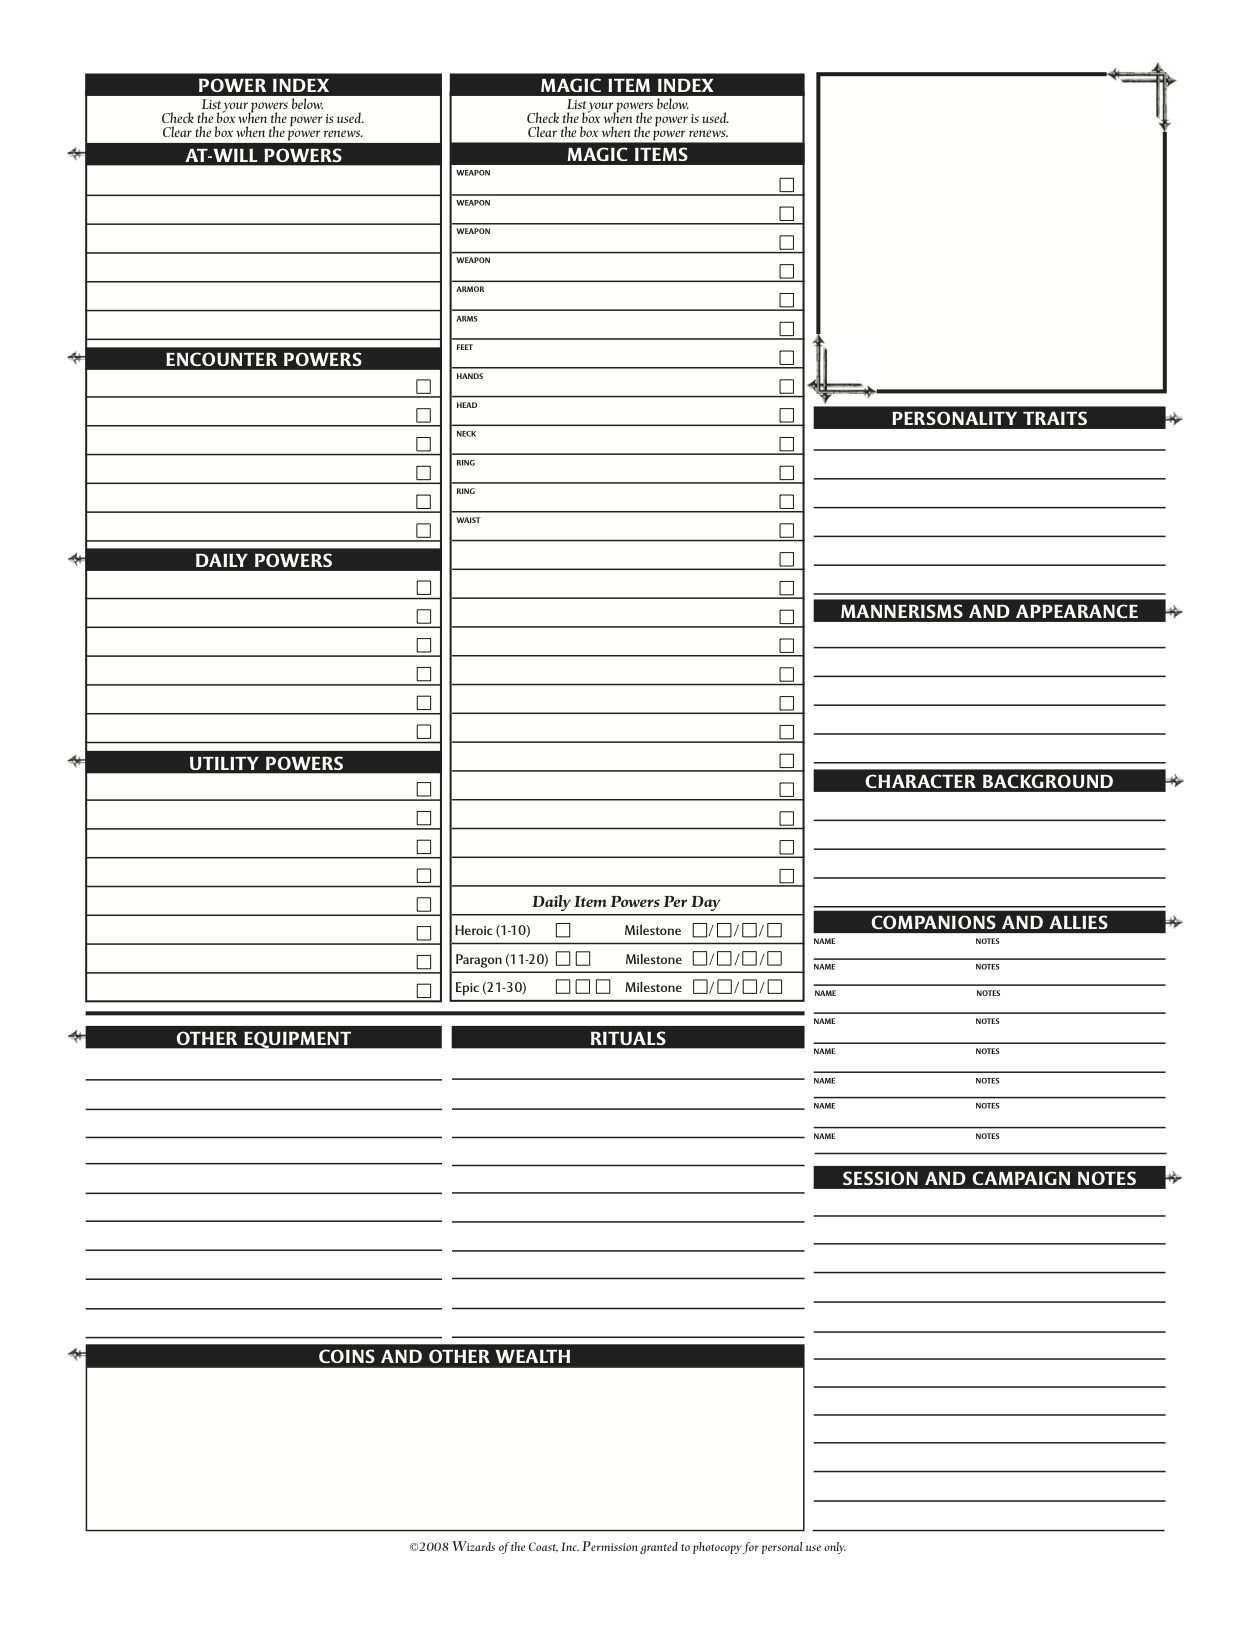 POWER INDEX
List your powers below.
Check the box when the power is used.
Clear the box when the power renews.
AT-WILL POWERS
ENCOUNTER POWERS
DAILY POWERS
UTILITY POWERS
MAGIC ITEM INDEX
List your powers below.
Check the box when the power is used.
Clear the box when the power renews.
MAGIC ITEMS
WEAPON
WEAPON
WEAPON
WEAPON
ARMOR
ARMS
FEET
HANDS
HEAD
NECK
RING
RING
WAIST
Daily Item Powers Per Day
Heroic (1-10) Milestone / / /
Paragon (11-20) Milestone / / /
Epic (21-30) Milestone / / /
OTHER EQUIPMENT
RITUALS
COINS AND OTHER WEALTH
PERSONALITY TRAITS
MANNERISMS AND APPEARANCE
CHARACTER BACKGROUND
COMPANIONS AND ALLIES
NAME NOTES
NAME NOTES
NAME NOTES
NAME NOTES
NAME NOTES
NAME NOTES
NAME NOTES
NAME NOTES
SESSION AND CAMPAIGN NOTES
©2008 Wizards of the Coast, Inc. Permission granted to photocopy for personal use only.